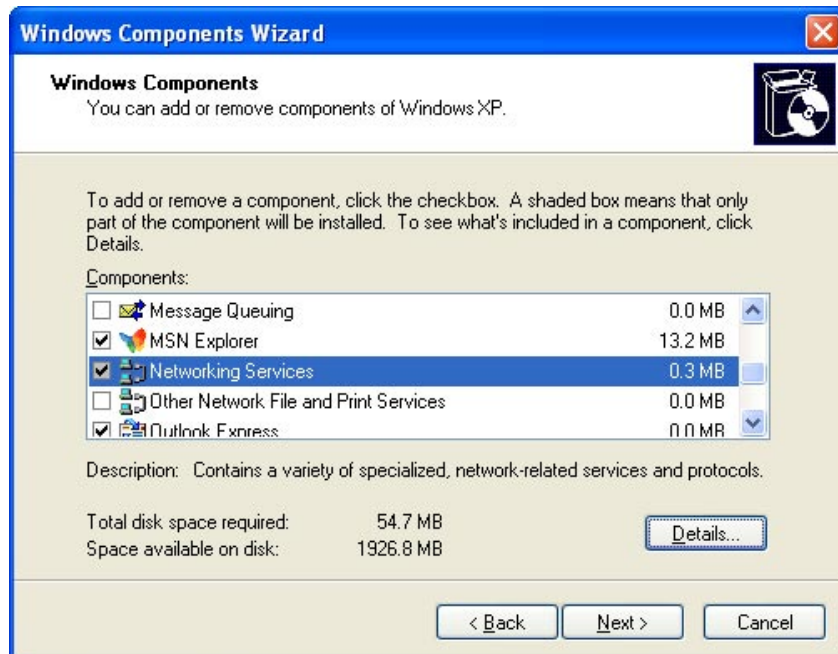 Windows Components Wizard
Windows Components
You can add or remove components of Windows XP.
To add or remove a component, click the checkbox. A shaded box means that only
part of the component will be installed. To see what's included in a component, click
Details.
Components:
Message Queuing 0.0 MB
MSN Explorer 13.2 MB
Networking Services 0.3 MB
Other Network File and Print Services 0.0 MB
Outlook Express 0.0 MB
Description: Contains a variety of specialized, network-related services and protocols.
Total disk space required: 54.7 MB
Space available on disk: 1926.8 MB
Details...
< Back Next > Cancel